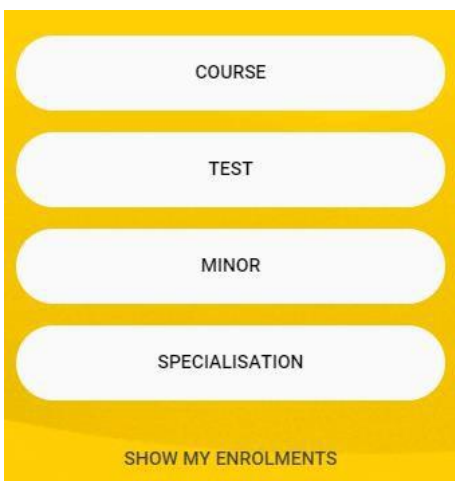 COURSE
TEST
MINOR
SPECIALISATION
SHOW MY ENROLMENTS